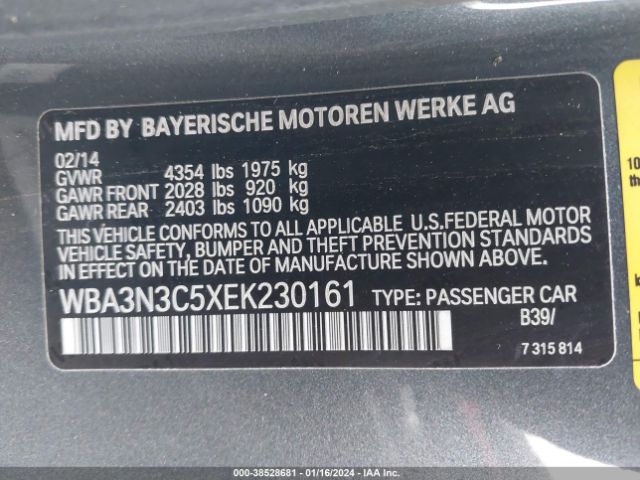 MFD BY BAYERISCHE MOTOREN WERKE AG
02/14
GVWR 4354 lbs 1975 kg
GAWR FRONT 2028 lbs 920 kg
GAWR REAR 2403 lbs 1090 kg
THIS VEHICLE CONFORMS TO ALL APPLICABLE U.S.FEDERAL MOTOR
VEHICLE SAFETY, BUMPER AND THEFT PREVENTION STANDARDS
IN EFFECT ON THE DATE OF MANUFACTURE SHOWN ABOVE.
WBA3N3C5XEK230161 TYPE: PASSENGER CAR
B39/
7 315 814
10
th
000-38528681 - 01/16/2024 - IAA Inc.